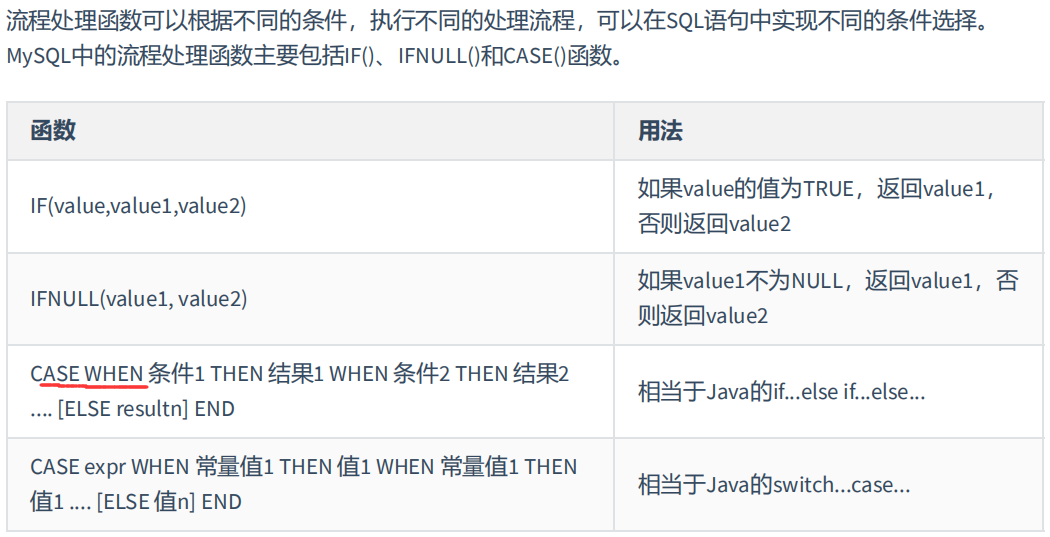 流程处理函数可以根据不同的条件，执行不同的处理流程，可以在SQL语句中实现不同的条件选择。
MySQL中的流程处理函数主要包括IF()、IFNULL()和CASE()函数。
函数
用法
IF(value,value1,value2)
如果value的值为TRUE，返回value1，
否则返回value2
IFNULL(value1, value2)
如果value1不为NULL，返回value1，否
则返回value2
CASE WHEN 条件1 THEN 结果1 WHEN 条件2 THEN 结果2
.... [ELSE resultn] END
相当于Java的if...else if...else...
CASE expr WHEN 常量值1 THEN 值1 WHEN 常量值1 THEN
值1 .... [ELSE 值n] END
相当于Java的switch...case...